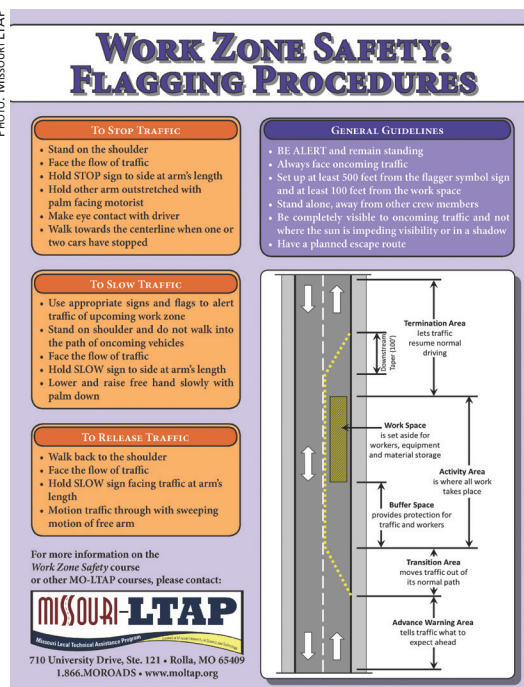 PHOTO: MISSOURI LTAP
WORK ZONE SAFETY:
FLAGGING PROCEDURES
TO STOP TRAFFIC
• Stand on the shoulder
• Face the flow of traffic
• Hold STOP sign to side at arm's length
• Hold other arm outstretched with
palm facing motorist
• Make eye contact with driver
• Walk towards the centerline when one or
two cars have stopped
TO SLOW TRAFFIC
• Use appropriate signs and flags to alert
traffic of upcoming work zone
• Stand on shoulder and do not walk into
the path of oncoming vehicles
• Face the flow of traffic
• Hold SLOW sign to side at arm's length
• Lower and raise free hand slowly with
palm down
TO RELEASE TRAFFIC
• Walk back to the shoulder
• Face the flow of traffic
• Hold SLOW sign facing traffic at arm's
length
• Motion traffic through with sweeping
motion of free arm
For more information on the
Work Zone Safety course
or other MO-LTAP courses, please contact:
MISSOURI-LTAP
Missouri Local Technical Assistance Program
710 University Drive, Ste. 121 • Rolla, MO 65409
1.866.MOROADS • www.moltap.org
GENERAL GUIDELINES
• BE ALERT and remain standing
• Always face oncoming traffic
• Set up at least 500 feet from the flagger symbol sign
and at least 100 feet from the work space
• Stand alone, away from other crew members
• Be completely visible to oncoming traffic and not
where the sun is impeding visibility or in a shadow
• Have a planned escape route
Termination Area
lets traffic
resume normal
driving
Downstream
Taper (100')
Work Space
is set aside for
workers, equipment
and material storage
Activity Area
is where all work
takes place
Buffer Space
provides protection for
traffic and workers
Transition Area
moves traffic out of
its normal path
Advance Warning Area
tells traffic what to
expect ahead